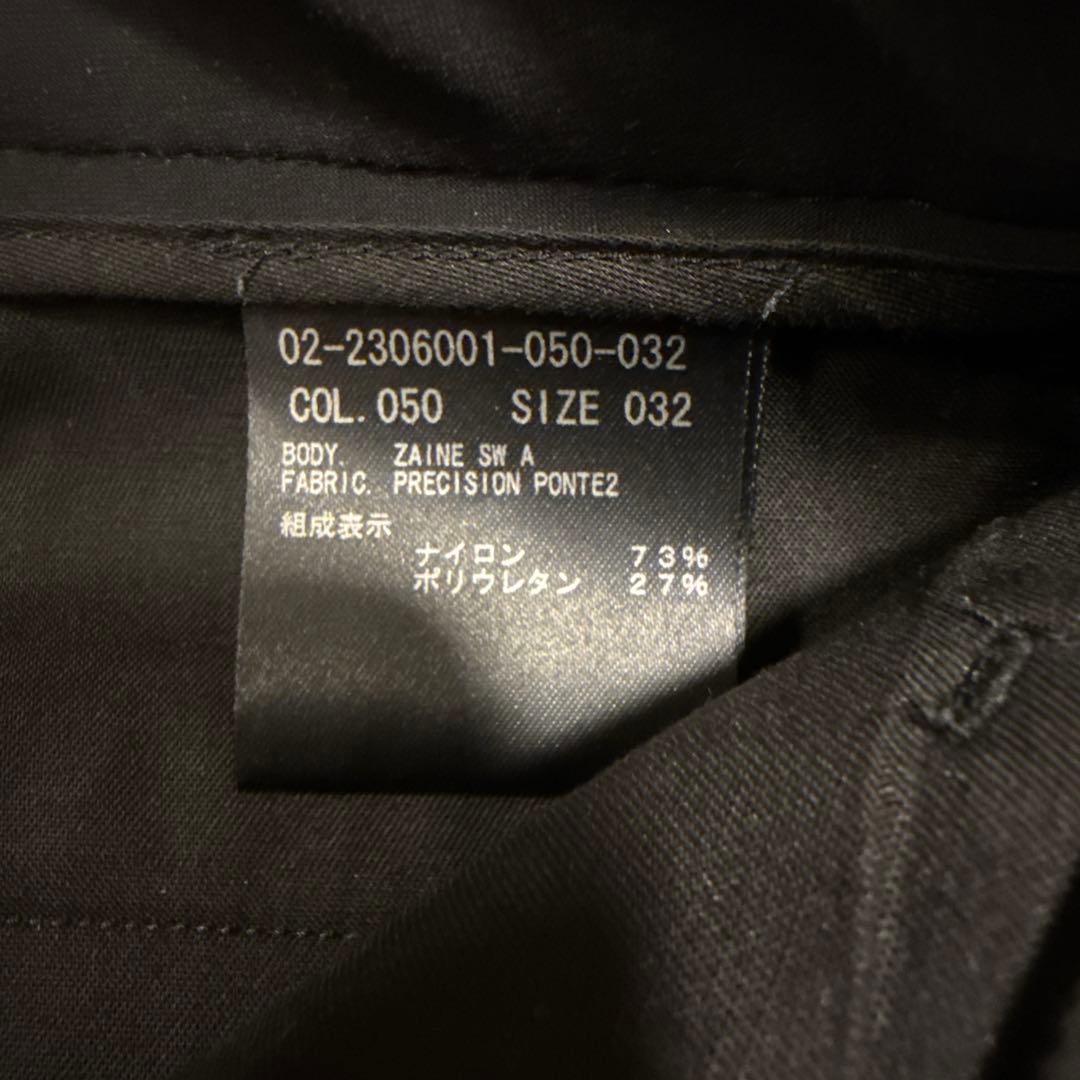 02-2306001-050-032
COL. 050 SIZE 032
BODY. ZAINE SW A
FABRIC. PRECISION PONTE2
組成表示
ナイロン 73%
ポリウレタン 27%